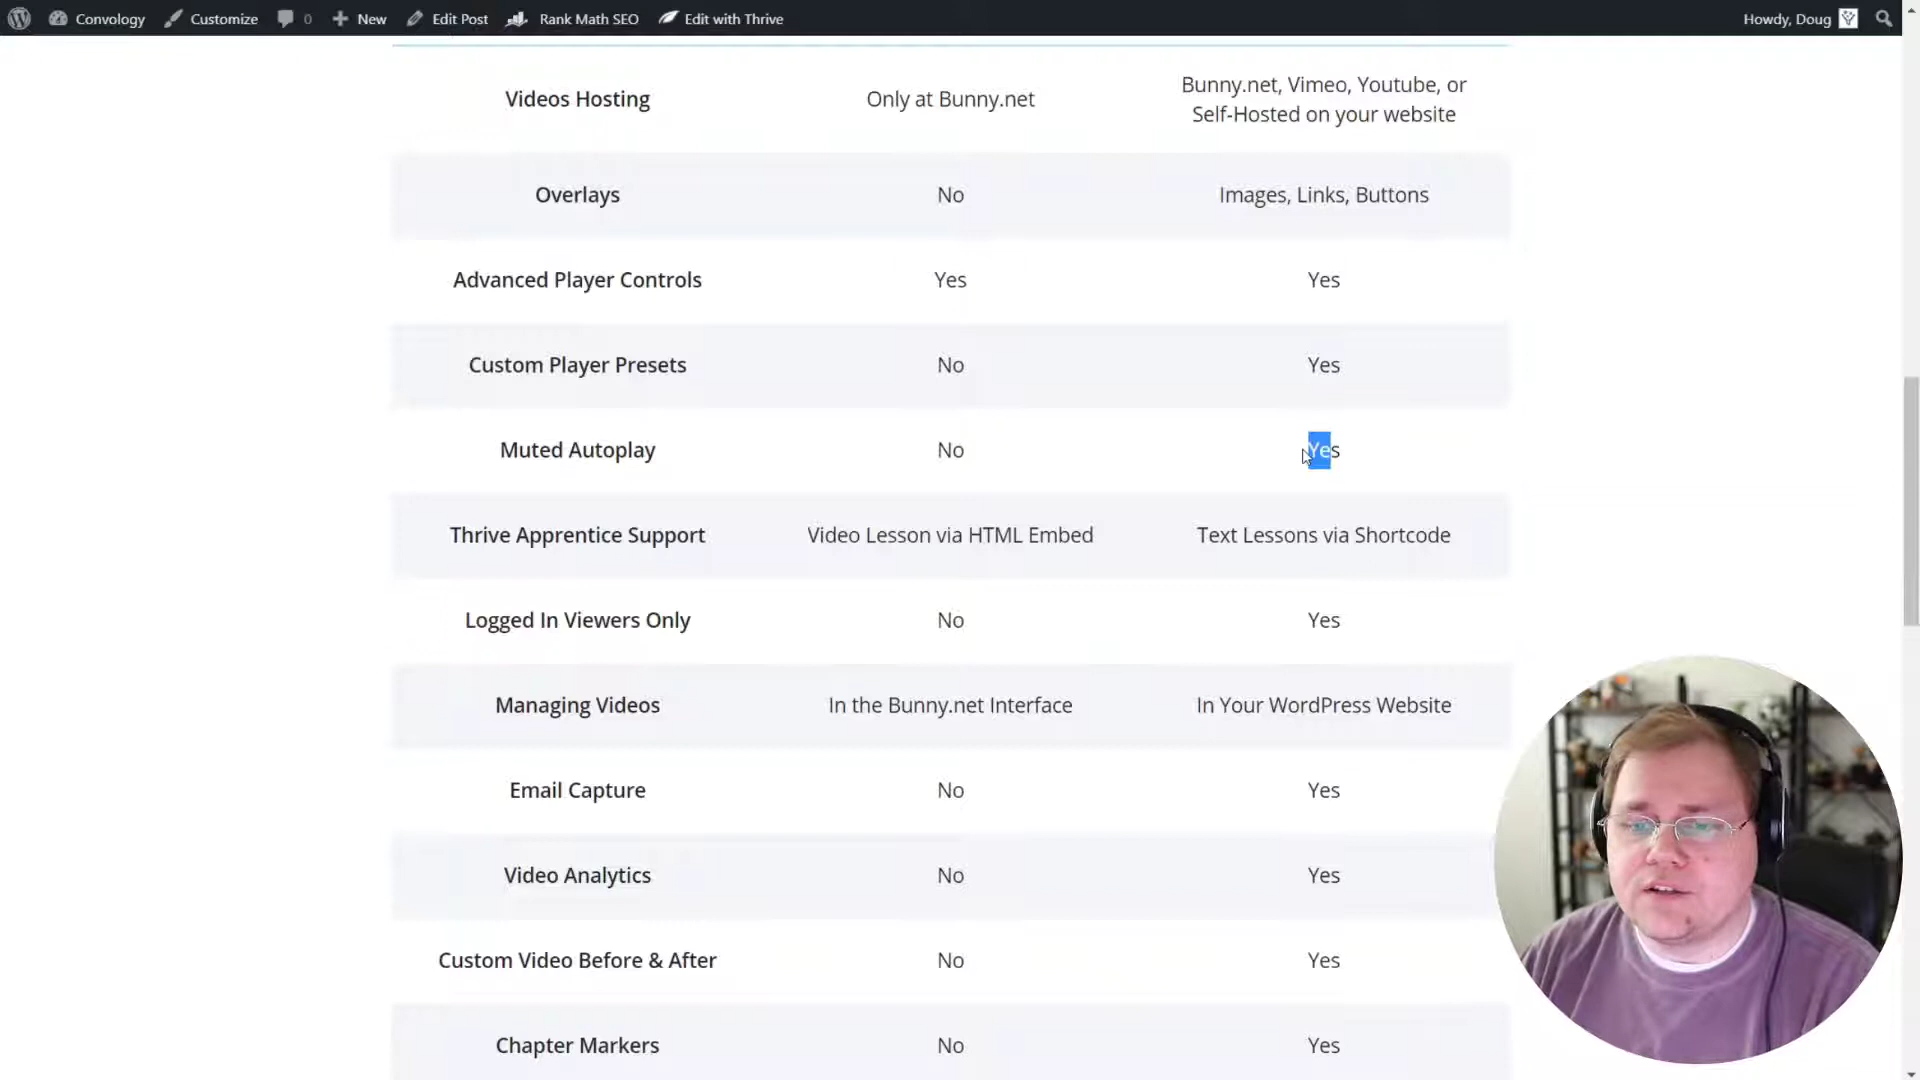 Convology
Customize
0
New
Edit Post
Rank Math SEO
Edit with Thrive
Howdy, Doug
Videos Hosting
Only at Bunny.net
Bunny.net, Vimeo, Youtube, or
Self-Hosted on your website
Overlays
No
Images, Links, Buttons
Advanced Player Controls
Yes
Yes
Custom Player Presets
No
Yes
Muted Autoplay
No
Yes
Thrive Apprentice Support
Video Lesson via HTML Embed
Text Lessons via Shortcode
Logged In Viewers Only
No
Yes
Managing Videos
In the Bunny.net Interface
In Your WordPress Website
Email Capture
No
Yes
Video Analytics
No
Yes
Custom Video Before & After
No
Yes
Chapter Markers
No
Yes